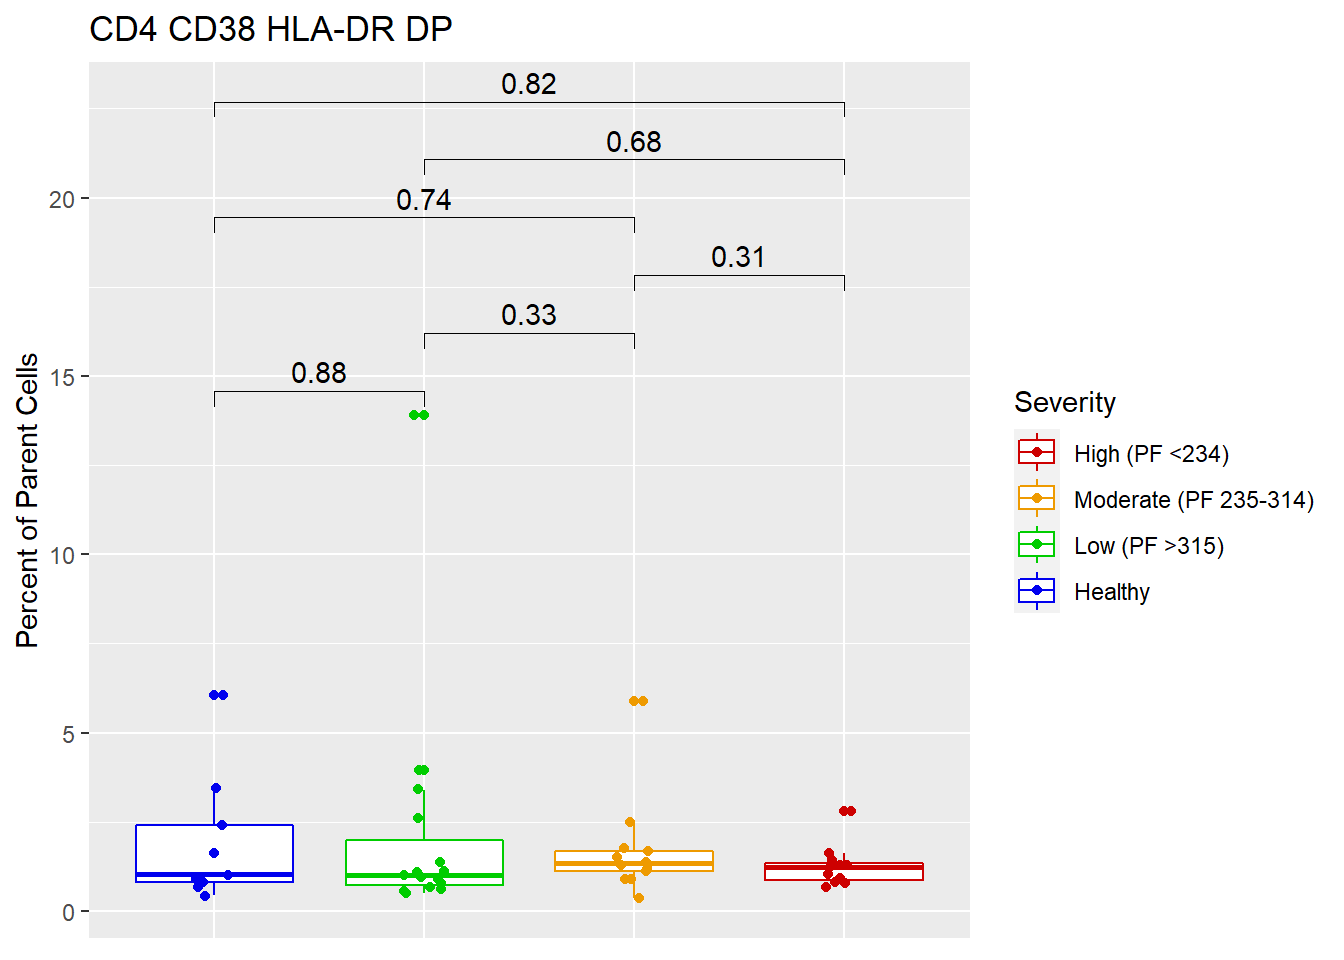 CD4 CD38 HLA-DR DP
0.82
0.68
0.74
0.31
0.33
0.88
20
15
10
5
0
Percent of Parent Cells
Severity
High (PF <234)
Moderate (PF 235-314)
Low (PF >315)
Healthy